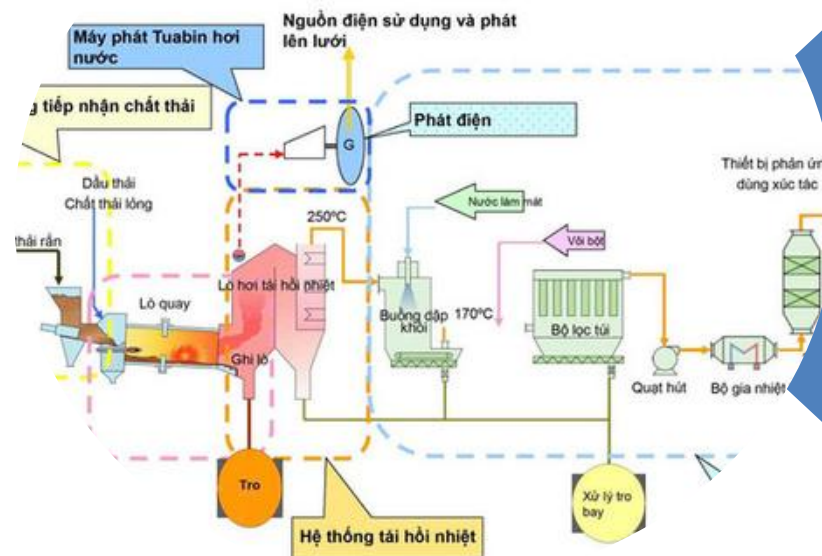 Nguồn điện sử dụng và phát
lên lưới
Máy phát Tuabin hơi
nước
tiếp nhận chất thải
G
Phát điện
Dầu thải
Chất thải lỏng
thải rắn
Lò quay
250ºC
Nước làm mát
Vôi bột
Thiết bị phản ứn
dùng xúc tác
Lò hơi tái hồi nhiệt
Buồng dập
khói
170ºC
Bộ lọc túi
Ghi lò
Quạt hút
Bộ gia nhiệt
Tro
Xử lý tro
bay
Hệ thống tái hồi nhiệt